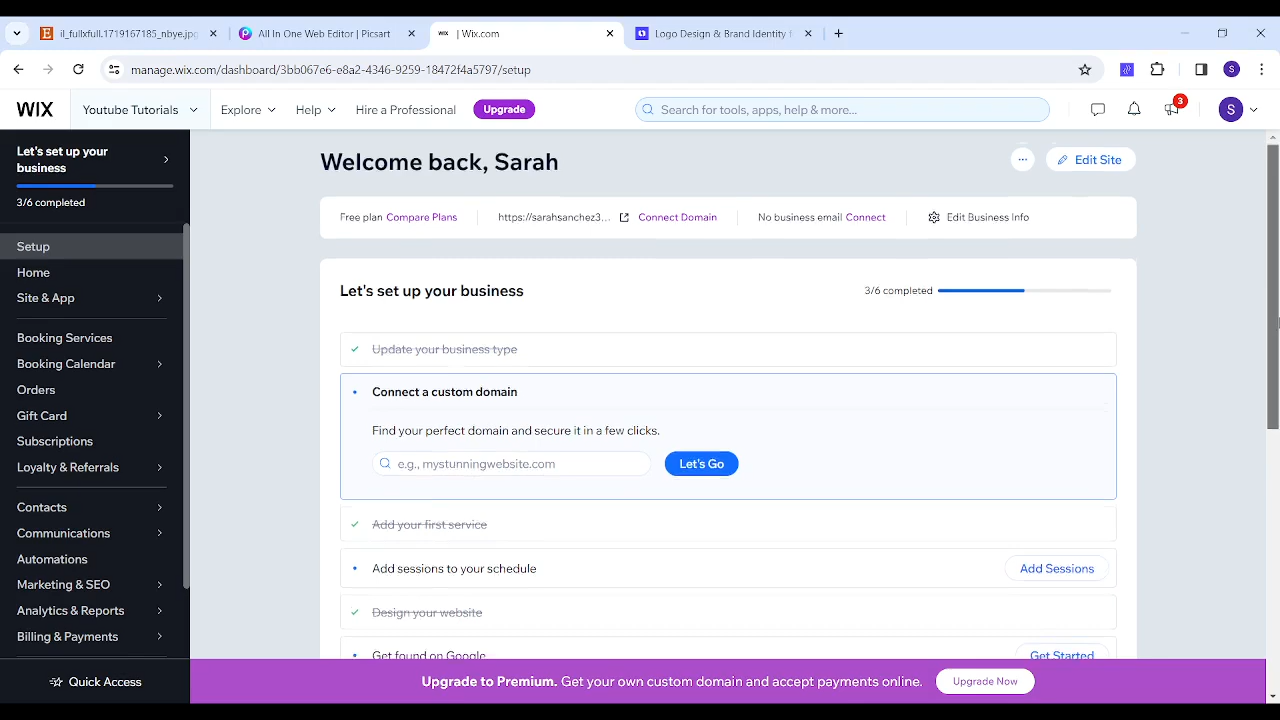 il_fullxfull.1719167185_nbye.jpg
All In One Web Editor | Picsart
WIX | Wix.com
Logo Design & Brand Identity f
manage.wix.com/dashboard/3bb067e6-e8a2-4346-9259-18472f4a5797/setup
S
WIX
Youtube Tutorials
Explore
Help
Hire a Professional
Upgrade
Search for tools, apps, help & more...
3
S
Let's set up your
business
3/6 completed
Setup
Home
Site & App
Booking Services
Booking Calendar
Orders
Gift Card
Subscriptions
Loyalty & Referrals
Contacts
Communications
Automations
Marketing & SEO
Analytics & Reports
Billing & Payments
Quick Access
Welcome back, Sarah
Edit Site
Free plan Compare Plans
https://sarahsanchez3... Connect Domain
No business email Connect
Edit Business Info
Let's set up your business
3/6 completed
Update your business type
Connect a custom domain
Find your perfect domain and secure it in a few clicks.
e.g., mystunningwebsite.com
Let's Go
Add your first service
Add sessions to your schedule
Add Sessions
Design your website
Get found on Google
Get Started
Upgrade to Premium. Get your own custom domain and accept payments online.
Upgrade Now